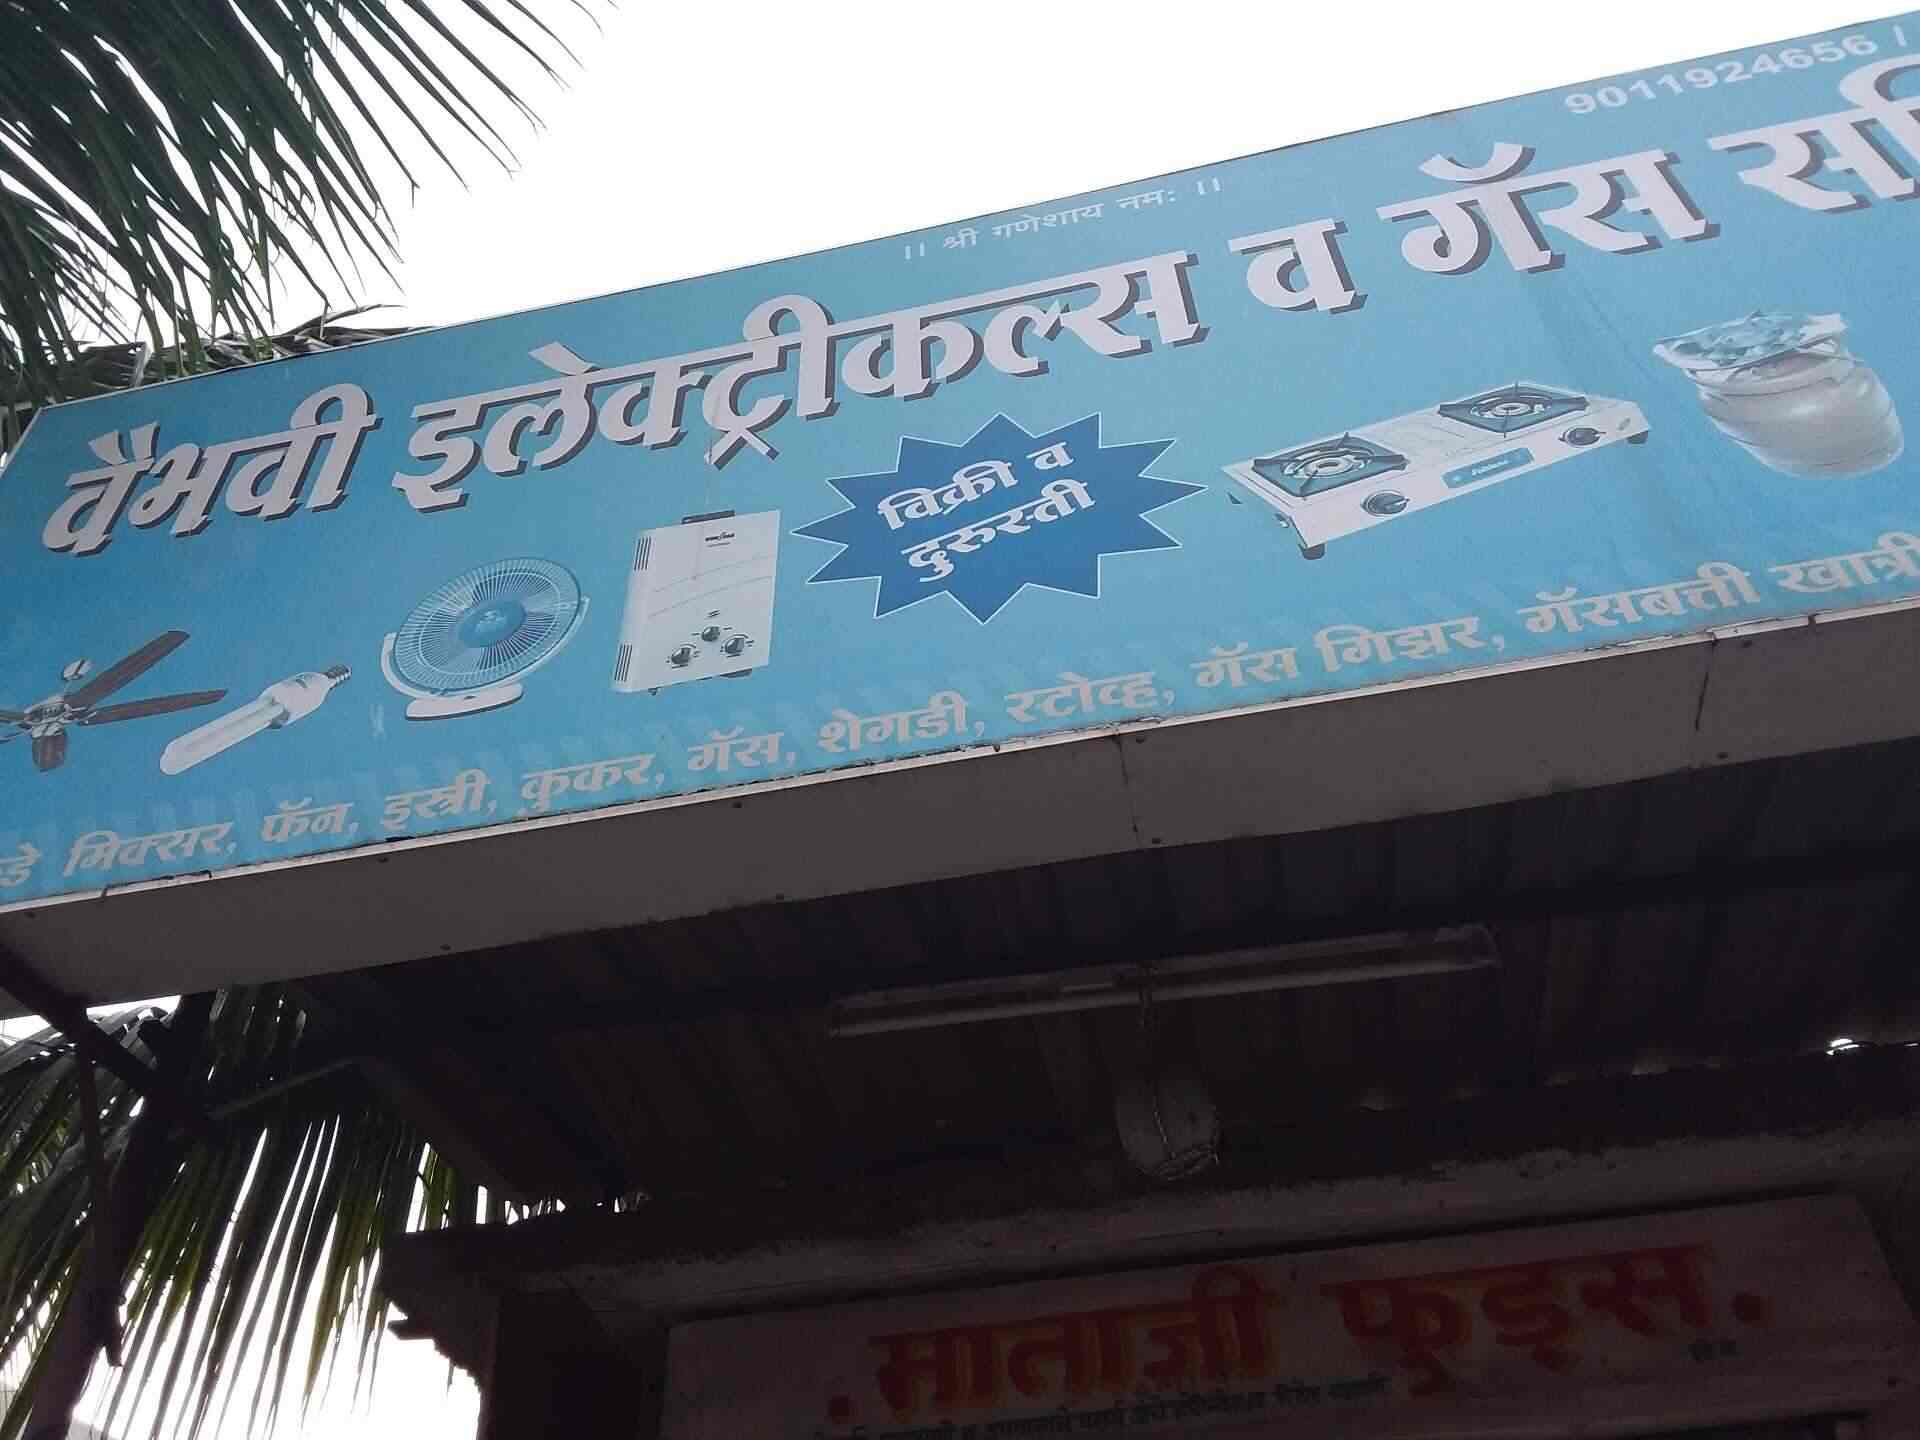 9011924656 /
।। श्री गणेशाय नमः ।।
वैभवी इलेक्ट्रीकल्स व गॅस
विक्री व
दुरुस्ती
मिक्सर, फॅन, इस्त्री, कुकर, गॅस, शेगडी, स्टोव्ह, गॅस गिझर, गॅसबत्ती खात्री
माताजी फूड्स